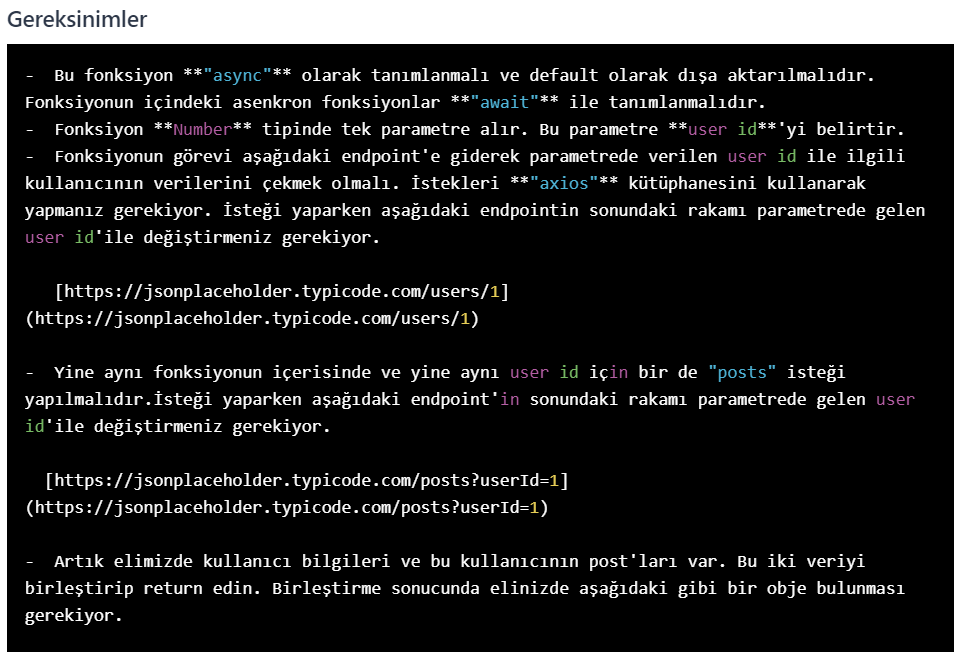 Gereksinimler
-  Bu fonksiyon **"async"** olarak tanımlanmalı ve default olarak dışa aktarılmalıdır.
Fonksiyonun içindeki asenkron fonksiyonlar **"await"** ile tanımlanmalıdır.
-  Fonksiyon **Number** tipinde tek parametre alır. Bu parametre **user id**'yi belirtir.
-  Fonksiyonun görevi aşağıdaki endpoint'e giderek parametrede verilen user id ile ilgili
kullanıcının verilerini çekmek olmalı. İstekleri **"axios"** kütüphanesini kullanarak
yapmanız gerekiyor. İsteği yaparken aşağıdaki endpointin sonundaki rakamı parametrede gelen
user id'ile değiştirmeniz gerekiyor.
[https://jsonplaceholder.typicode.com/users/1]
(https://jsonplaceholder.typicode.com/users/1)
-  Yine aynı fonksiyonun içerisinde ve yine aynı user id için bir de "posts" isteği
yapılmalıdır.İsteği yaparken aşağıdaki endpoint'in sonundaki rakamı parametrede gelen user
id'ile değiştirmeniz gerekiyor.
[https://jsonplaceholder.typicode.com/posts?userId=1]
(https://jsonplaceholder.typicode.com/posts?userId=1)
-  Artık elimizde kullanıcı bilgileri ve bu kullanıcının post'ları var. Bu iki veriyi
birleştirip return edin. Birleştirme sonucunda elinizde aşağıdaki gibi bir obje bulunması
gerekiyor.